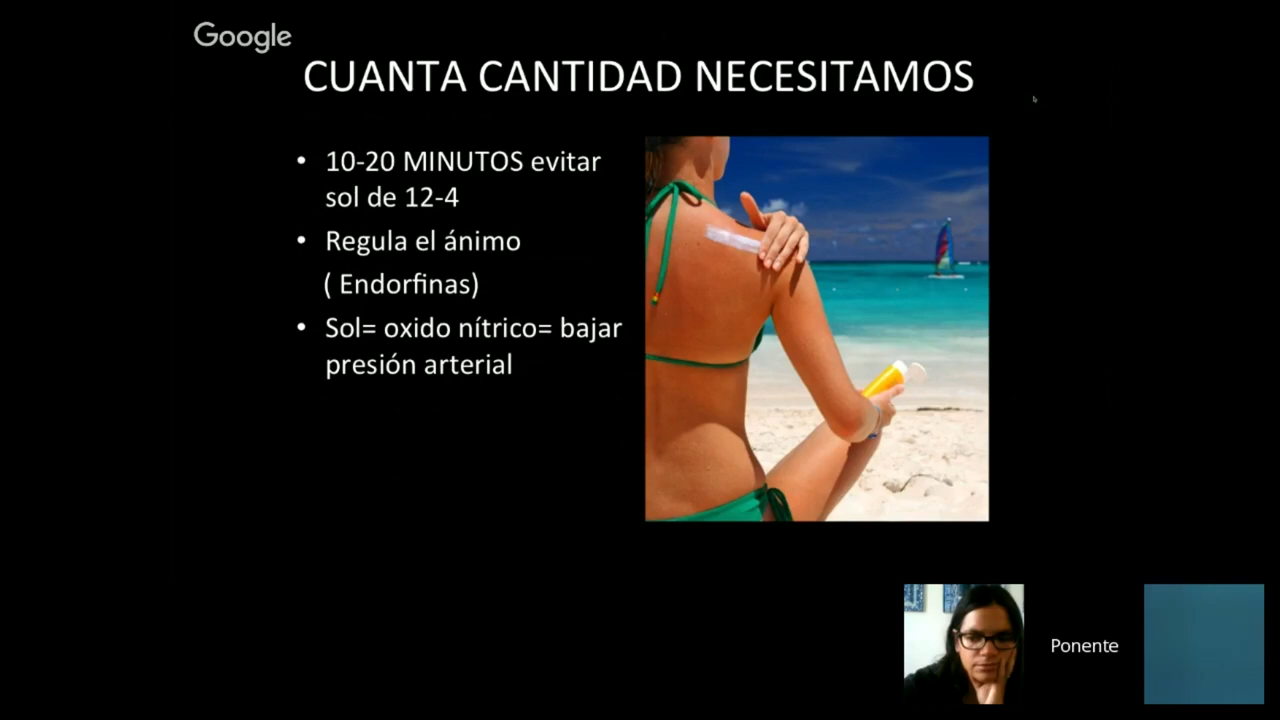 Google
CUANTA CANTIDAD NECESITAMOS
• 10-20 MINUTOS evitar
sol de 12-4
• Regula el ánimo
( Endorfinas)
• Sol= oxido nítrico= bajar
presión arterial
Ponente